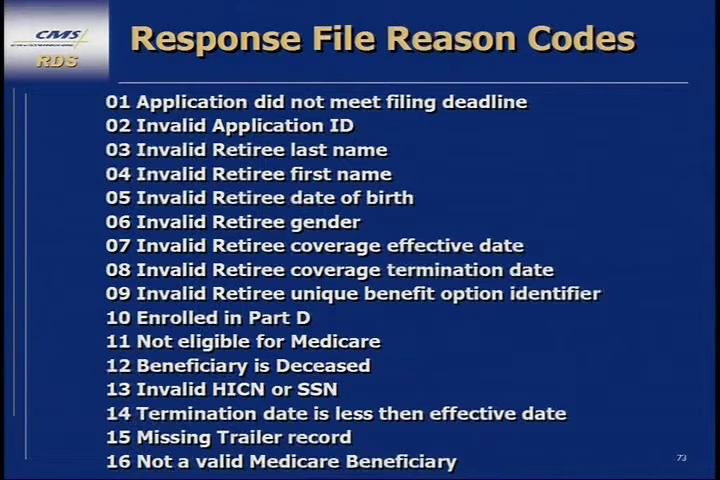 CMS
RDS
Response File Reason Codes
01 Application did not meet filing deadline
02 Invalid Application ID
03 Invalid Retiree last name
04 Invalid Retiree first name
05 Invalid Retiree date of birth
06 Invalid Retiree gender
07 Invalid Retiree coverage effective date
08 Invalid Retiree coverage termination date
09 Invalid Retiree unique benefit option identifier
10 Enrolled in Part D
11 Not eligible for Medicare
12 Beneficiary is Deceased
13 Invalid HICN or SSN
14 Termination date is less then effective date
15 Missing Trailer record
16 Not a valid Medicare Beneficiary
73